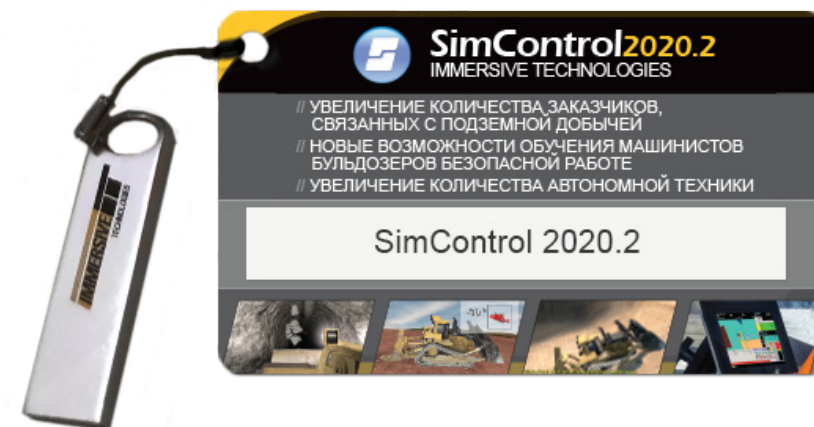 SimControl2020.2
IMMERSIVE TECHNOLOGIES
// УВЕЛИЧЕНИЕ КОЛИЧЕСТВА ЗАКАЗЧИКОВ,
СВЯЗАННЫХ С ПОДЗЕМНОЙ ДОБЫЧЕЙ
// НОВЫЕ ВОЗМОЖНОСТИ ОБУЧЕНИЯ МАШИНИСТОВ
БУЛЬДОЗЕРОВ БЕЗОПАСНОЙ РАБОТЕ
// УВЕЛИЧЕНИЕ КОЛИЧЕСТВА АВТОНОМНОЙ ТЕХНИКИ
SimControl 2020.2
IMMERSIVE
TECHNOLOGIES